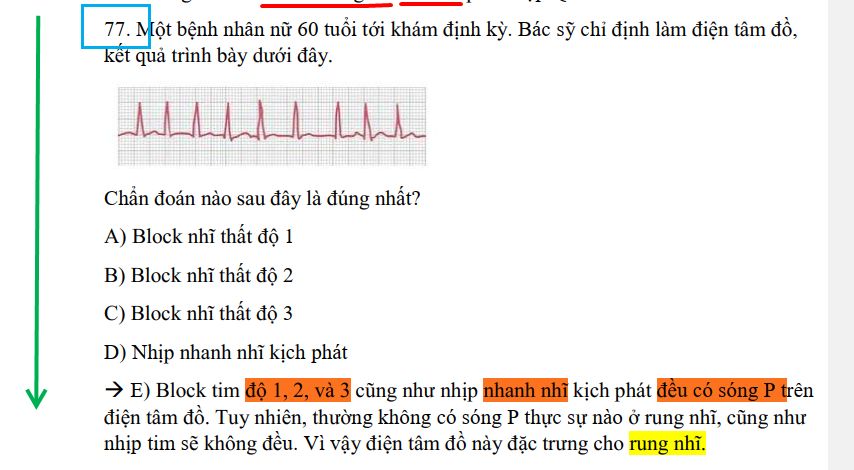 77. Một bệnh nhân nữ 60 tuổi tới khám định kỳ. Bác sỹ chỉ định làm điện tâm đồ,
kết quả trình bày dưới đây.
Chẩn đoán nào sau đây là đúng nhất?
A) Block nhĩ thất độ 1
B) Block nhĩ thất độ 2
C) Block nhĩ thất độ 3
D) Nhịp nhanh nhĩ kịch phát
→ E) Block tim độ 1, 2, và 3 cũng như nhịp nhanh nhĩ kịch phát đều có sóng P trên
điện tâm đồ. Tuy nhiên, thường không có sóng P thực sự nào ở rung nhĩ, cũng như
nhịp tim sẽ không đều. Vì vậy điện tâm đồ này đặc trưng cho rung nhĩ.